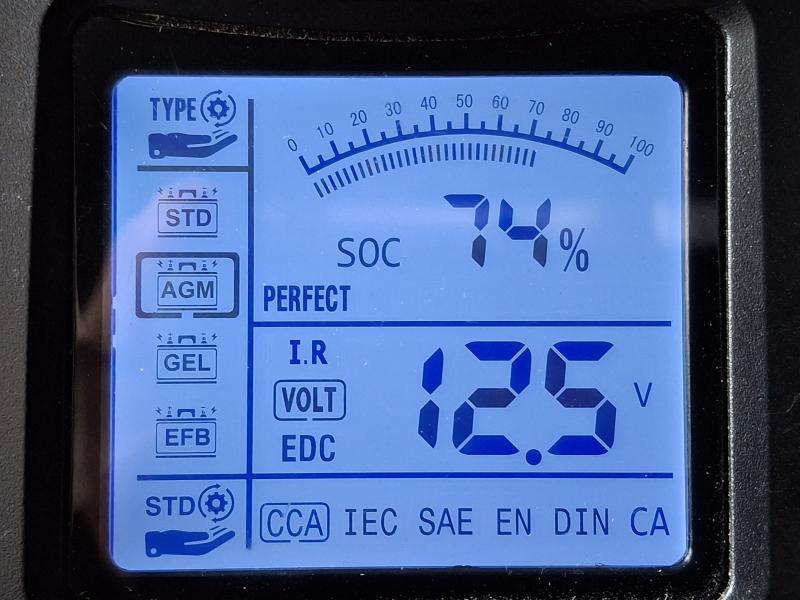 TYPE
0 10 20 30 40 50 60 70 80 90 100
STD
SOC 74%
AGM
PERFECT
I.R
GEL
VOLT 12.5 V
EFB
EDC
STD
CCA IEC SAE EN DIN CA